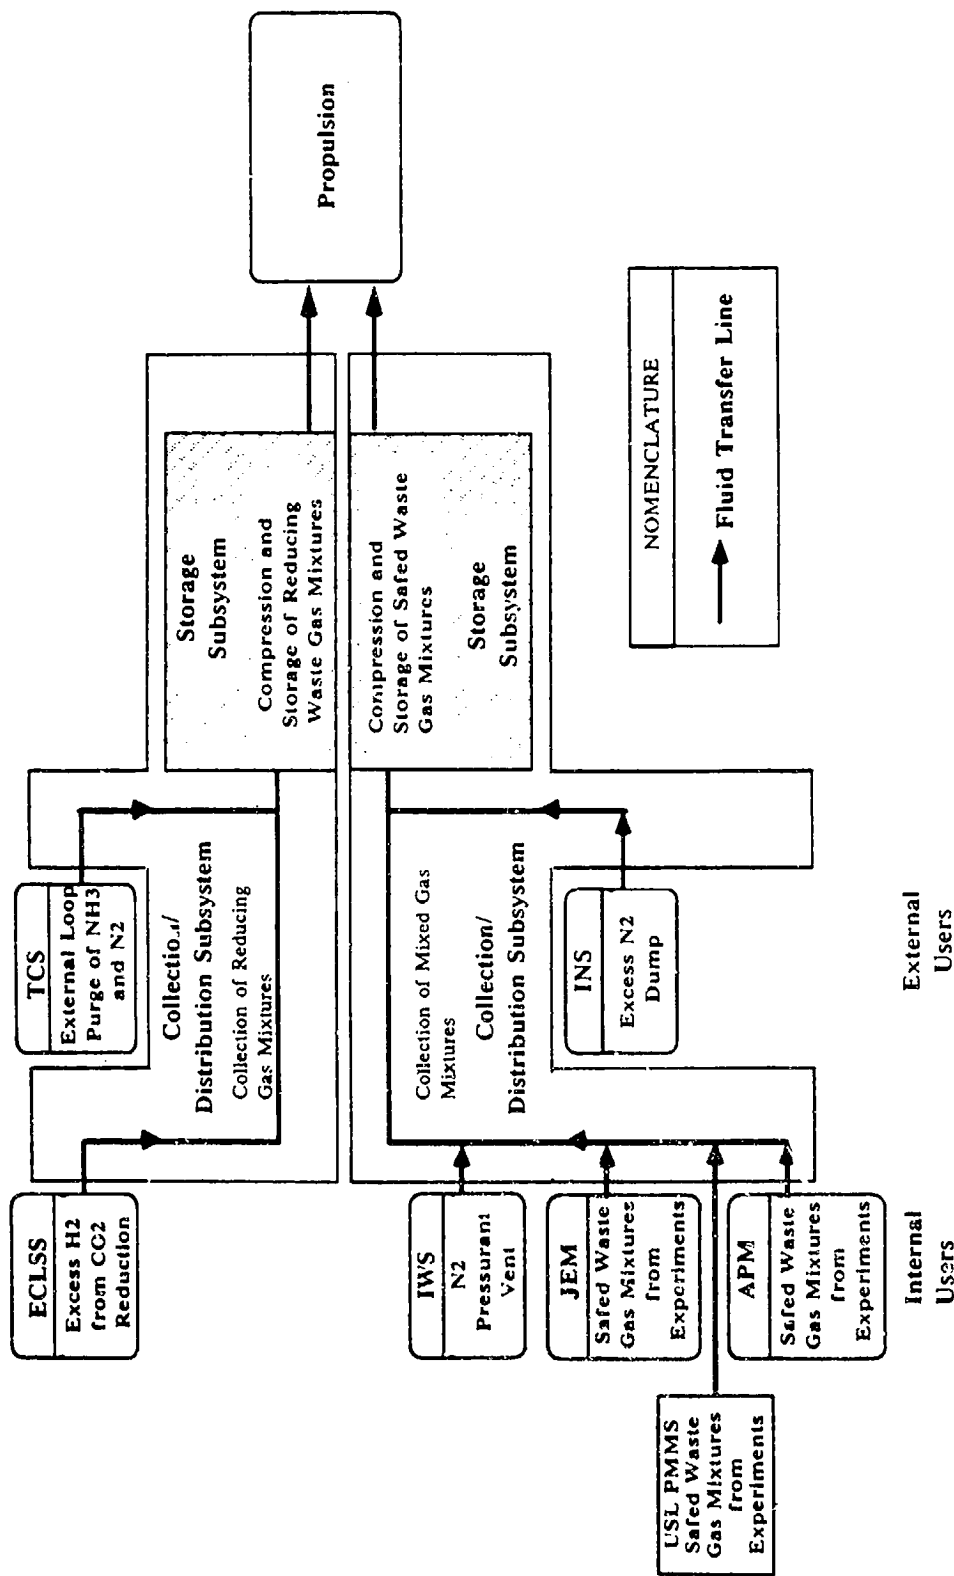 ECLSS
Excess H2
from CO2
Reduction
TCS
External Loop
Purge of NH3
and N2
Distribution Subsystem
Collection of Reducing
Gas Mixtures
Storage
Subsystem
Compression and
Storage of Reducing
Waste Gas Mixtures
Propulsion
IWS
N2
Pressurant
Vent
JEM
Safed Waste
Gas Mixtures
from
Experiments
USL PMMS
Safed Waste
Gas Mixtures
from
Experiments
APM
Safed Waste
Gas Mixtures
from
Experiments
Collection of Mixed Gas
Mixtures
Collection/
Distribution Subsystem
INS
Excess N2
Dump
Compression and
Storage of Safed Waste
Gas Mixtures
Storage
Subsystem
NOMENCLATURE
Fluid Transfer Line
Internal
Users
External
Users